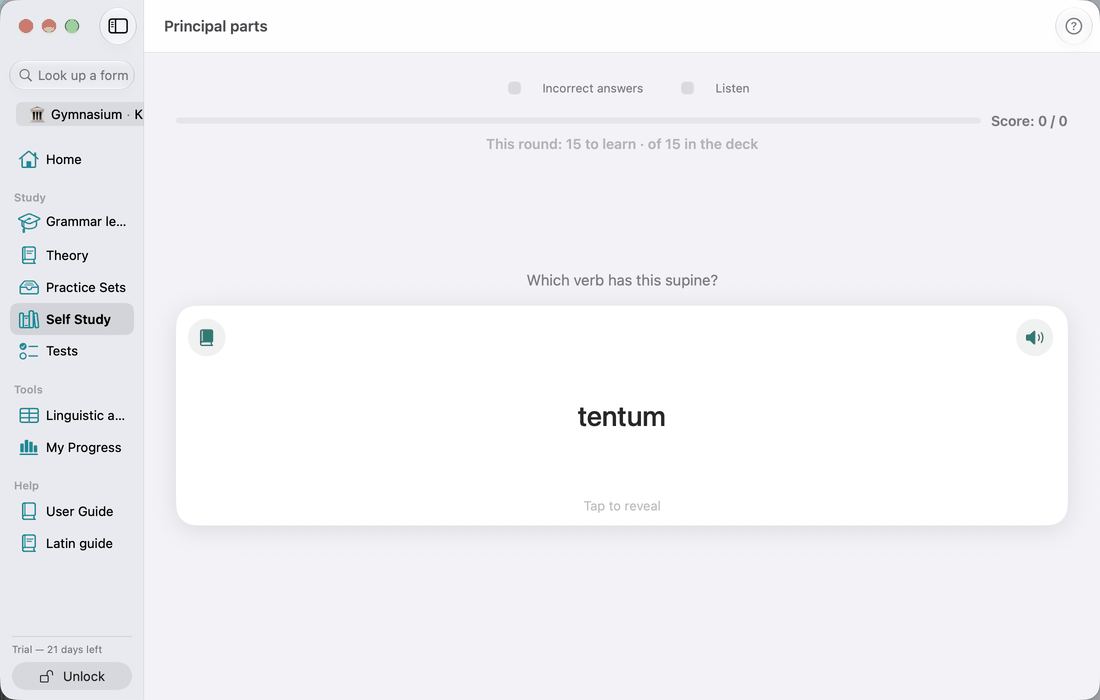 Principal parts
Look up a form
Gymnasium · K
Home
Study
Grammar le...
Theory
Practice Sets
Self Study
Tests
Tools
Linguistic a...
My Progress
Help
User Guide
Latin guide
Trial — 21 days left
Unlock
Incorrect answers
Listen
Score: 0 / 0
This round: 15 to learn · of 15 in the deck
Which verb has this supine?
tentum
Tap to reveal